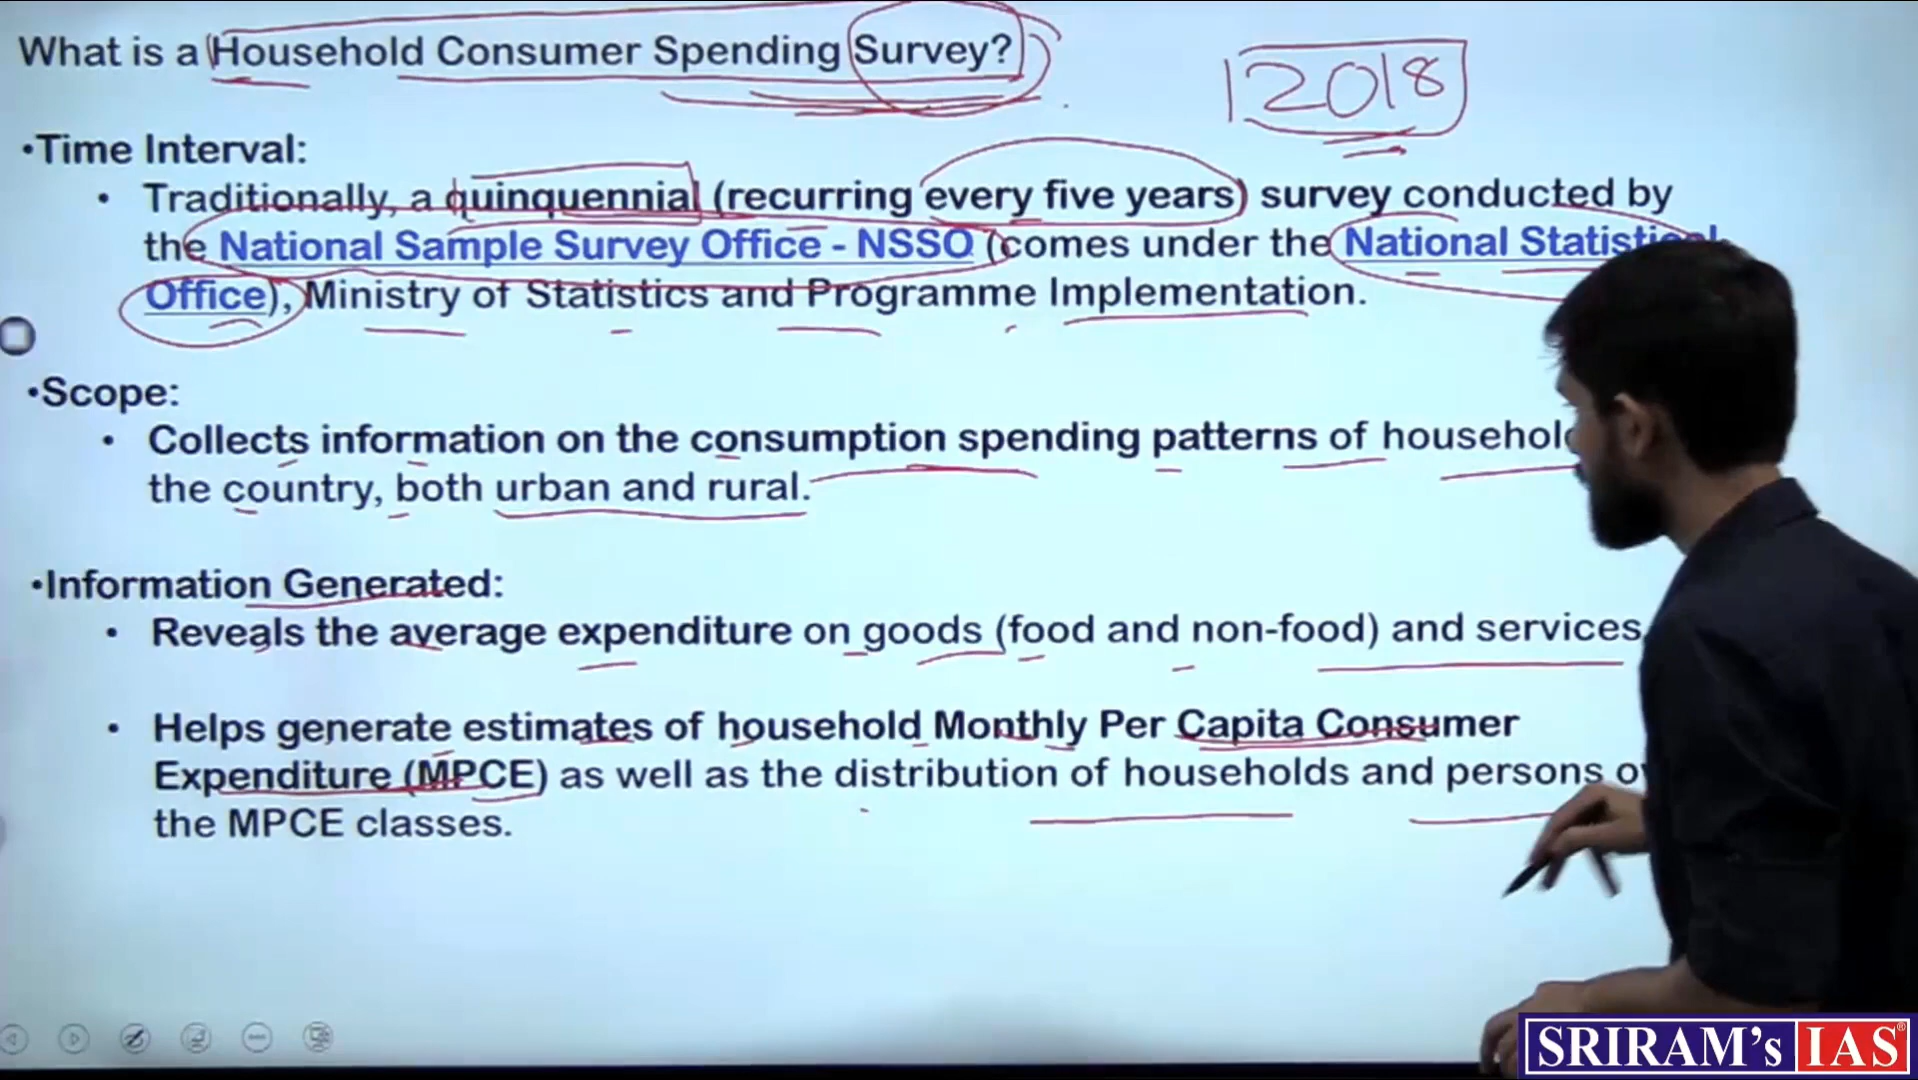 What is a Household Consumer Spending Survey?
2018
•Time Interval:
• Traditionally, a quinquennial (recurring every five years) survey conducted by
the National Sample Survey Office - NSSO (comes under the National Statistical
Office), Ministry of Statistics and Programme Implementation.
•Scope:
• Collects information on the consumption spending patterns of
the country, both urban and rural.
•Information Generated:
• Reveals the average expenditure on goods (food and non-food) and services
• Helps generate estimates of household Monthly Per Capita Consumer
Expenditure (MPCE) as well as the distribution of households and persons
the MPCE classes.
SRIRAM's IAS®